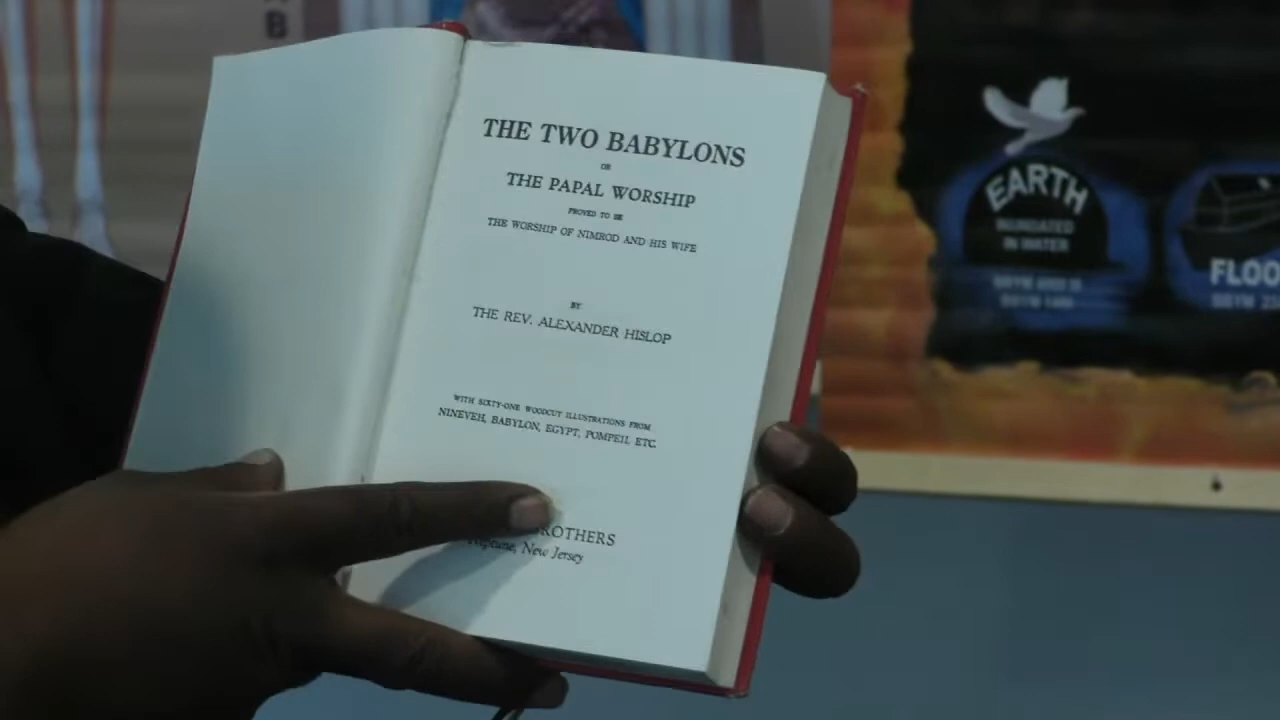 B
THE TWO BABYLONS
OR
THE PAPAL WORSHIP
PROVED TO BE
THE WORSHIP OF NIMROD AND HIS WIFE
BY
THE REV. ALEXANDER HISLOP
WITH SIXTY-ONE WOODCUT ILLUSTRATIONS FROM
NINEVEH, BABYLON, EGYPT, POMPEII, ETC.
BROTHERS
New Jersey
EARTH
INUNDATED
IN WATER
FLOO